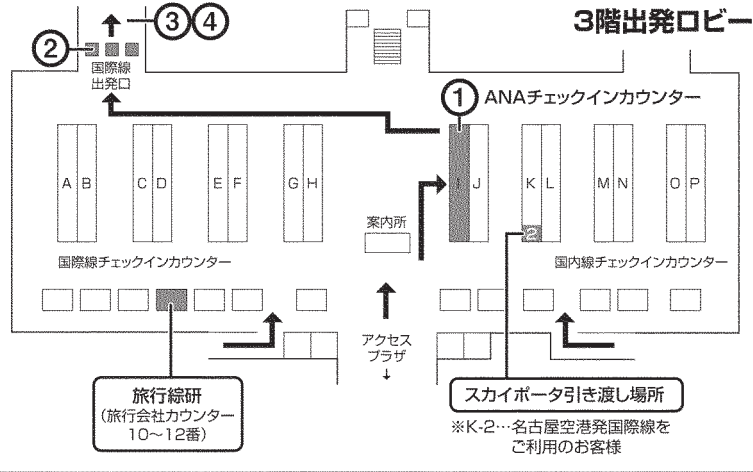 3階出発ロビー
③④
②
国際線
出発口
① ANAチェックインカウンター
A B
C D
E F
G H
I J
K L
M N
O P
2
案内所
国際線チェックインカウンター
国内線チェックインカウンター
アクセス
プラザ
↓
旅行綜研
(旅行会社カウンター
10〜12番)
スカイポータ引き渡し場所
※K-2…名古屋空港発国際線を
ご利用のお客様